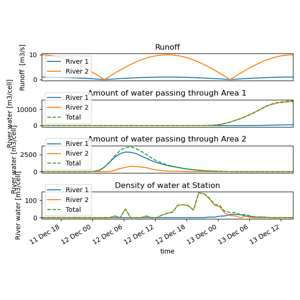 Runoff
10
0
Runoff [m3/s]
River 1
River 2
Amount of water passing through Area 1
10000
0
River water [m3/cell]
River 1
River 2
Total
Amount of water passing through Area 2
2500
0
River water [m3/cell]
River 1
River 2
Total
Density of water at Station
100
0
River water [m3/cell]
River 1
River 2
Total
11 Dec 18
12 Dec 00
12 Dec 06
12 Dec 12
12 Dec 18
13 Dec 00
13 Dec 06
13 Dec 12
time